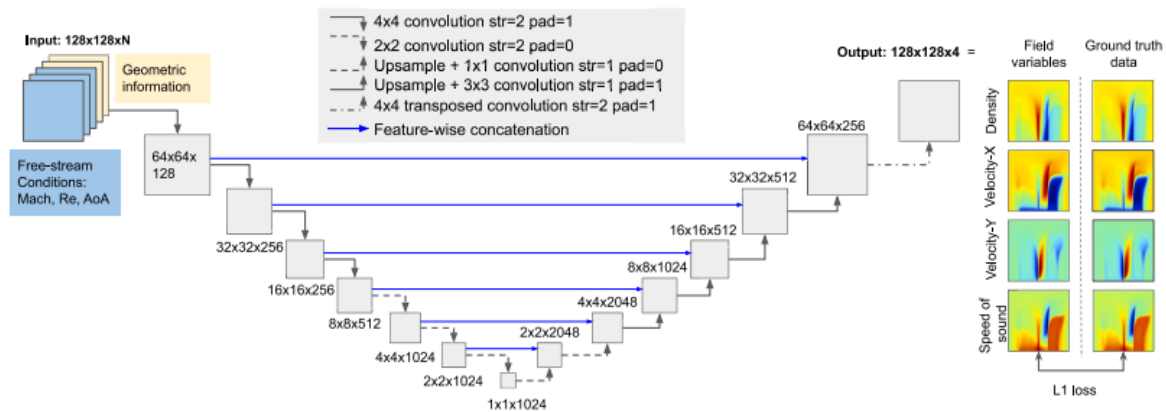 Input: 128x128xN
Geometric
information
Free-stream
Conditions:
Mach, Re, AoA
4x4 convolution str=2 pad=1
2x2 convolution str=2 pad=0
Upsample + 1x1 convolution str=1 pad=0
Upsample + 3x3 convolution str=1 pad=1
4x4 transposed convolution str=2 pad=1
Feature-wise concatenation
64x64x
128
32x32x256
16x16x256
8x8x512
4x4x1024
2x2x1024
1x1x1024
2x2x2048
4x4x2048
8x8x1024
16x16x512
32x32x512
64x64x256
Output: 128x128x4 =
Field
variables
Ground truth
data
Density
Velocity-X
Velocity-Y
Speed of
sound
L1 loss